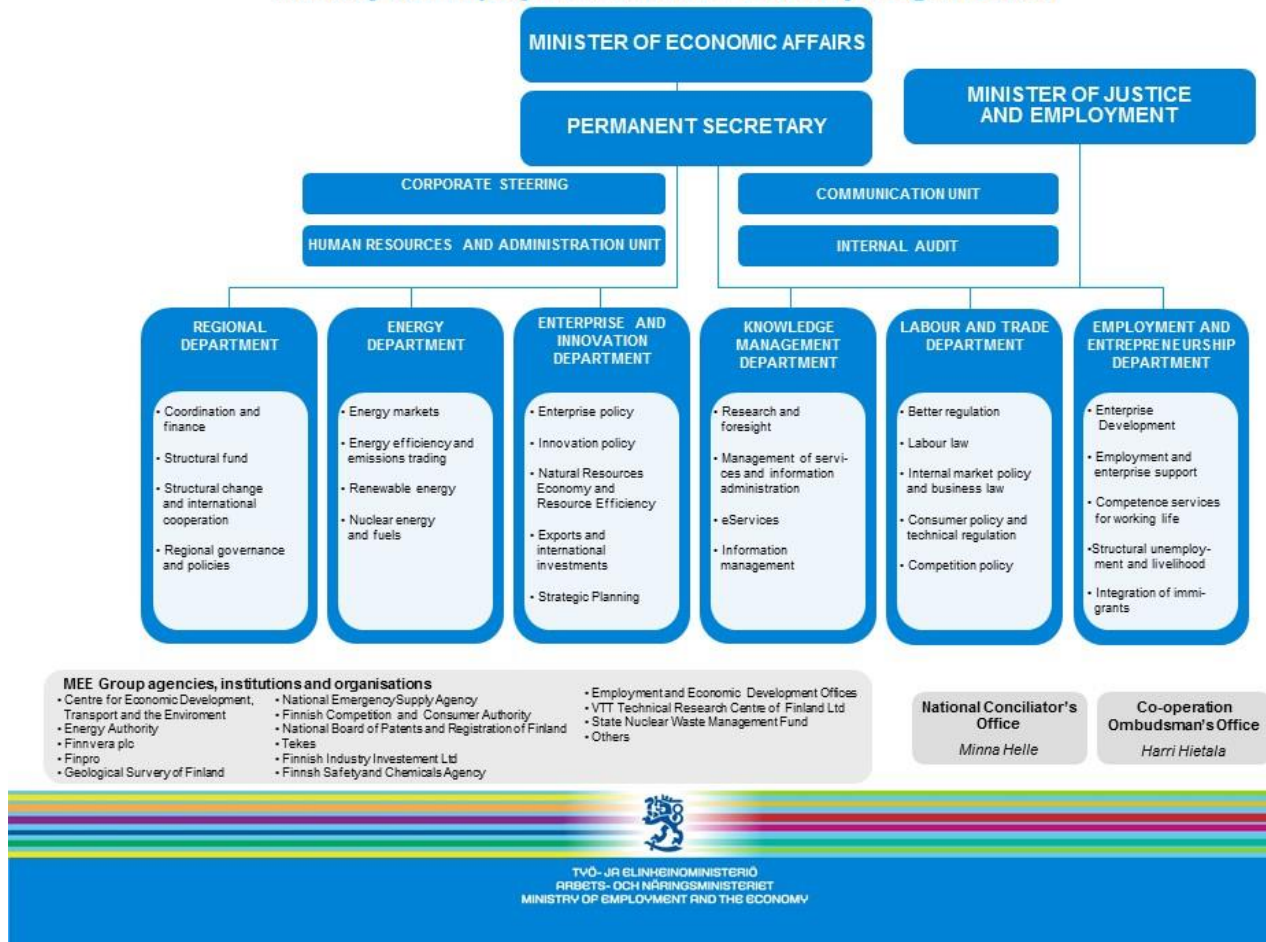 MINISTER OF ECONOMIC AFFAIRS
PERMANENT SECRETARY
MINISTER OF JUSTICE
AND EMPLOYMENT
CORPORATE STEERING
COMMUNICATION UNIT
HUMAN RESOURCES AND ADMINISTRATION UNIT
INTERNAL AUDIT
REGIONAL
DEPARTMENT
• Coordination and
finance
• Structural fund
• Structural change
and international
cooperation
• Regional governance
and policies
ENERGY
DEPARTMENT
• Energy markets
• Energy efficiency and
emissions trading
• Renewable energy
• Nuclear energy
and fuels
ENTERPRISE AND
INNOVATION
DEPARTMENT
• Enterprise policy
• Innovation policy
• Natural Resources
Economy and
Resource Efficiency
• Exports and
international
investments
• Strategic Planning
KNOWLEDGE
MANAGEMENT
DEPARTMENT
• Research and
foresight
• Management of servi-
ces and information
administration
• eServices
• Information
management
LABOUR AND TRADE
DEPARTMENT
• Better regulation
• Labour law
• Internal market policy
and business law
• Consumer policy and
technical regulation
• Competition policy
EMPLOYMENT AND
ENTREPRENEURSHIP
DEPARTMENT
• Enterprise
Development
• Employment and
enterprise support
• Competence services
for working life
•Structural unemploy-
ment and livelihood
• Integration of immi-
grants
MEE Group agencies, institutions and organisations
• Centre for Economic Development,
Transport and the Enviroment
• Energy Authority
• Finnvera plc
• Finpro
• Geological Survery of Finland
• National Emergency Supply Agency
• Finnish Competition and Consumer Authority
• National Board of Patents and Registration of Finland
• Tekes
• Finnish Industry Investement Ltd
• Finnsh Safety and Chemicals Agency
• Employment and Economic Development Offices
• VTT Technical Research Centre of Finland Ltd
• State Nuclear Waste Management Fund
• Others
National Conciliator's
Office
Minna Helle
Co-operation
Ombudsman's Office
Harri Hietala
TYÖ- JA ELINKEINOMINISTERIÖ
ARBETS- OCH NÄRINGSMINISTERIET
MINISTRY OF EMPLOYMENT AND THE ECONOMY